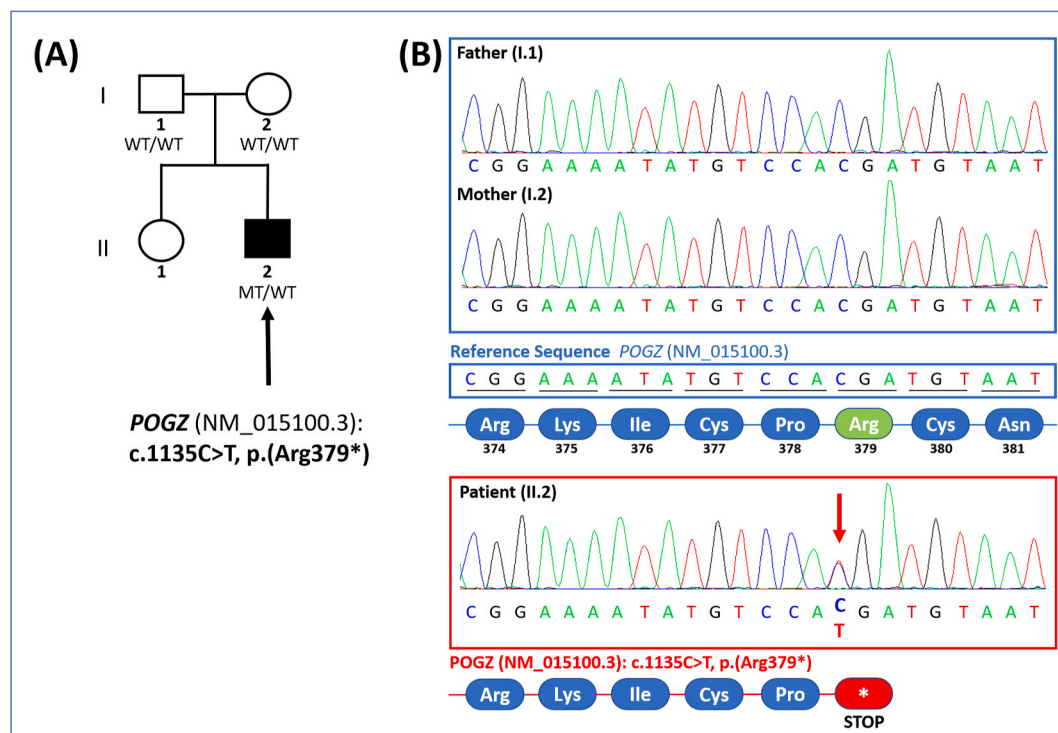 (A)
I
1
2
WT/WT
WT/WT
II
1
2
MT/WT
POGZ (NM_015100.3):
c.1135C>T, p.(Arg379*)
(B)
Father (I.1)
C G G A A A A T A T G T C C A C G A T G T A A T
Mother (I.2)
C G G A A A A T A T G T C C A C G A T G T A A T
Reference Sequence POGZ (NM_015100.3)
C G G A A A A T A T G T C C A C G A T G T A A T
Arg Lys Ile Cys Pro Arg Cys Asn
374 375 376 377 378 379 380 381
Patient (II.2)
C G G A A A A T A T G T C C A C G A T G T A A T
T
POGZ (NM_015100.3): c.1135C>T, p.(Arg379*)
Arg Lys Ile Cys Pro *
STOP